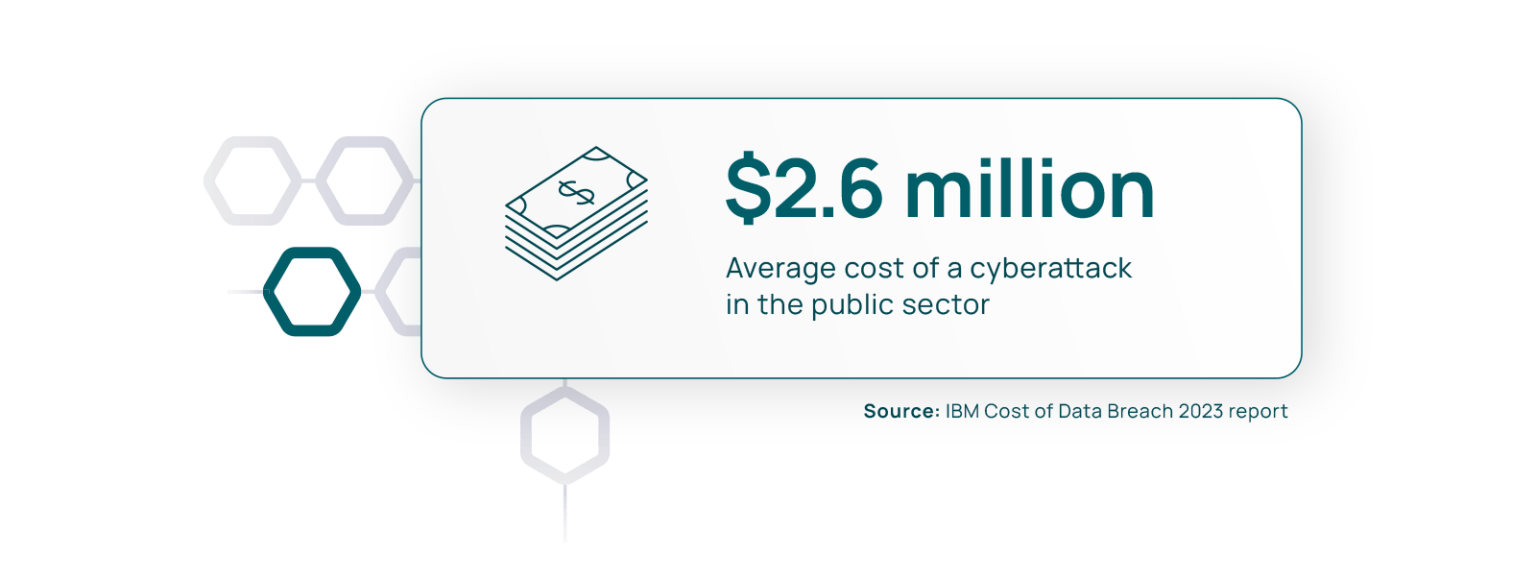 $2.6 million
Average cost of a cyberattack
in the public sector
Source: IBM Cost of Data Breach 2023 report